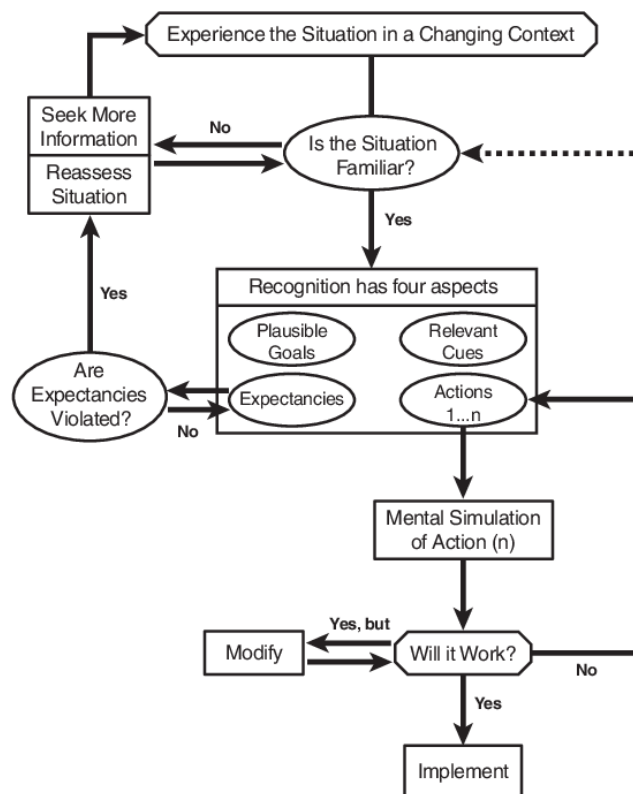 Experience the Situation in a Changing Context
Seek More
Information
Reassess
Situation
No
Is the Situation
Familiar?
Yes
Yes
Recognition has four aspects
Plausible
Goals
Relevant
Cues
Are
Expectancies
Violated?
No
Expectancies
Actions
1...n
Mental Simulation
of Action (n)
Yes, but
Modify
Will it Work?
No
Yes
Implement